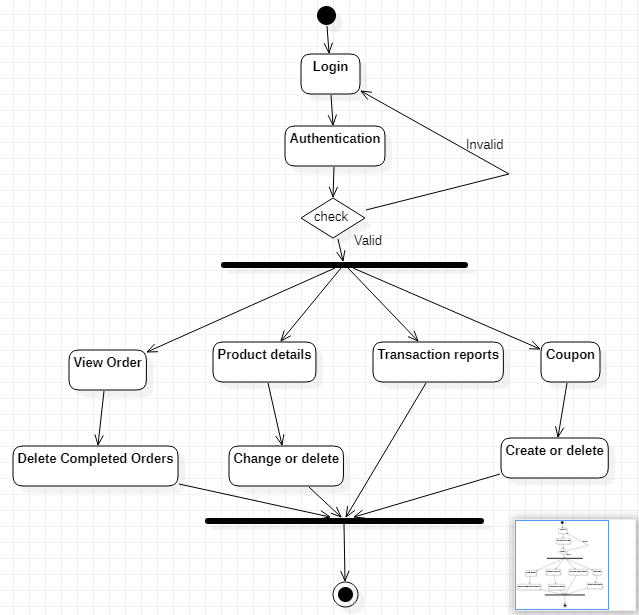 Login
Authentication
Invalid
check
Valid
View Order
Product details
Transaction reports
Coupon
Delete Completed Orders
Change or delete
Create or delete